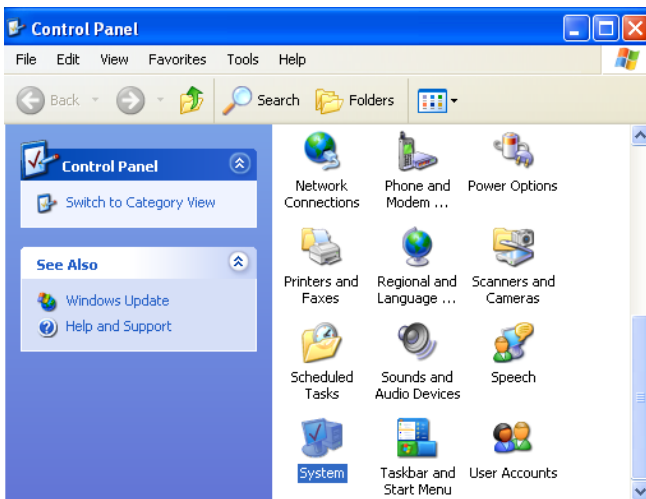 Control Panel
File Edit View Favorites Tools Help
Back Search Folders
Control Panel
Switch to Category View
See Also
Windows Update
Help and Support
Network Connections
Phone and Modem ...
Power Options
Printers and Faxes
Regional and Language ...
Scanners and Cameras
Scheduled Tasks
Sounds and Audio Devices
Speech
System
Taskbar and Start Menu
User Accounts